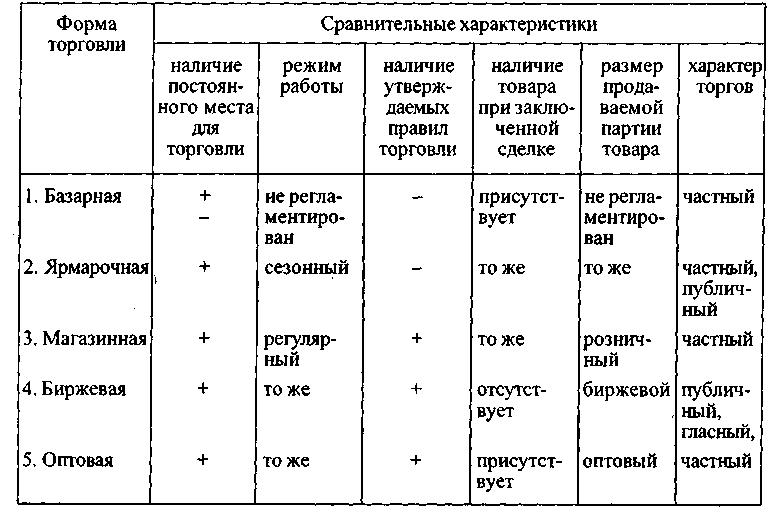 Форма торговли Сравнительные характеристики
наличие постоян- ного места для торговли режим работы наличие утверж- даемых правил торговли наличие товара при заклю- ченной сделке размер прода- ваемой партии товара характер торгов
1. Базарная + – не регла- ментиро- ван – присутст- вует не регла- ментиро- ван частный
2. Ярмарочная + сезонный – то же то же частный, публич- ный
3. Магазинная + регуляр- ный + то же рознич- ный частный
4. Биржевая + то же + отсутст- вует биржевой публич- ный, гласный,
5. Оптовая + то же + присутст- вует оптовый частный